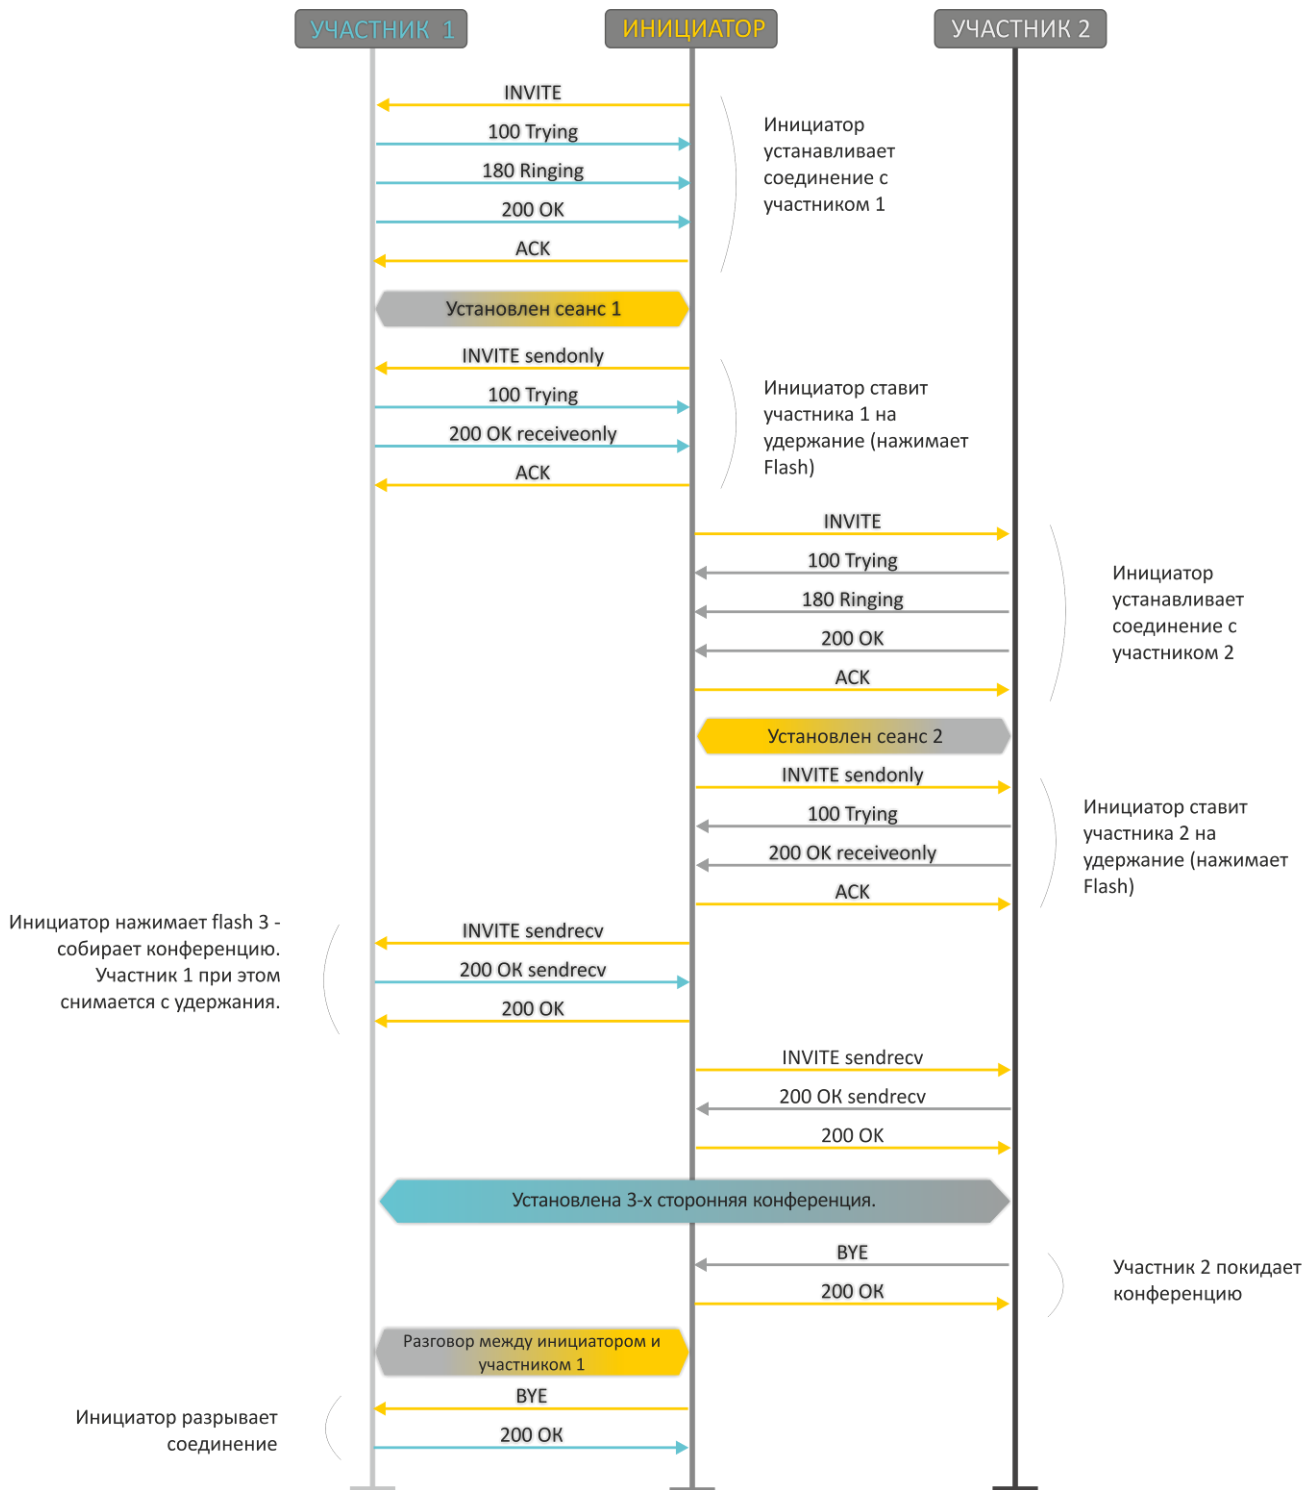 УЧАСТНИК 1
ИНИЦИАТОР
УЧАСТНИК 2
INVITE
100 Trying
180 Ringing
200 OK
ACK
Инициатор
устанавливает
соединение с
участником 1
Установлен сеанс 1
INVITE sendonly
100 Trying
200 OK receiveonly
ACK
Инициатор ставит
участника 1 на
удержание (нажимает
Flash)
INVITE
100 Trying
180 Ringing
200 OK
ACK
Инициатор
устанавливает
соединение с
участником 2
Установлен сеанс 2
INVITE sendonly
100 Trying
200 OK receiveonly
ACK
Инициатор ставит
участника 2 на
удержание (нажимает
Flash)
Инициатор нажимает flash 3 -
собирает конференцию.
Участник 1 при этом
снимается с удержания.
INVITE sendrecv
200 OK sendrecv
200 OK
INVITE sendrecv
200 OK sendrecv
200 OK
Установлена 3-х сторонняя конференция.
BYE
200 OK
Участник 2 покидает
конференцию
Разговор между инициатором и
участником 1
BYE
200 OK
Инициатор разрывает
соединение